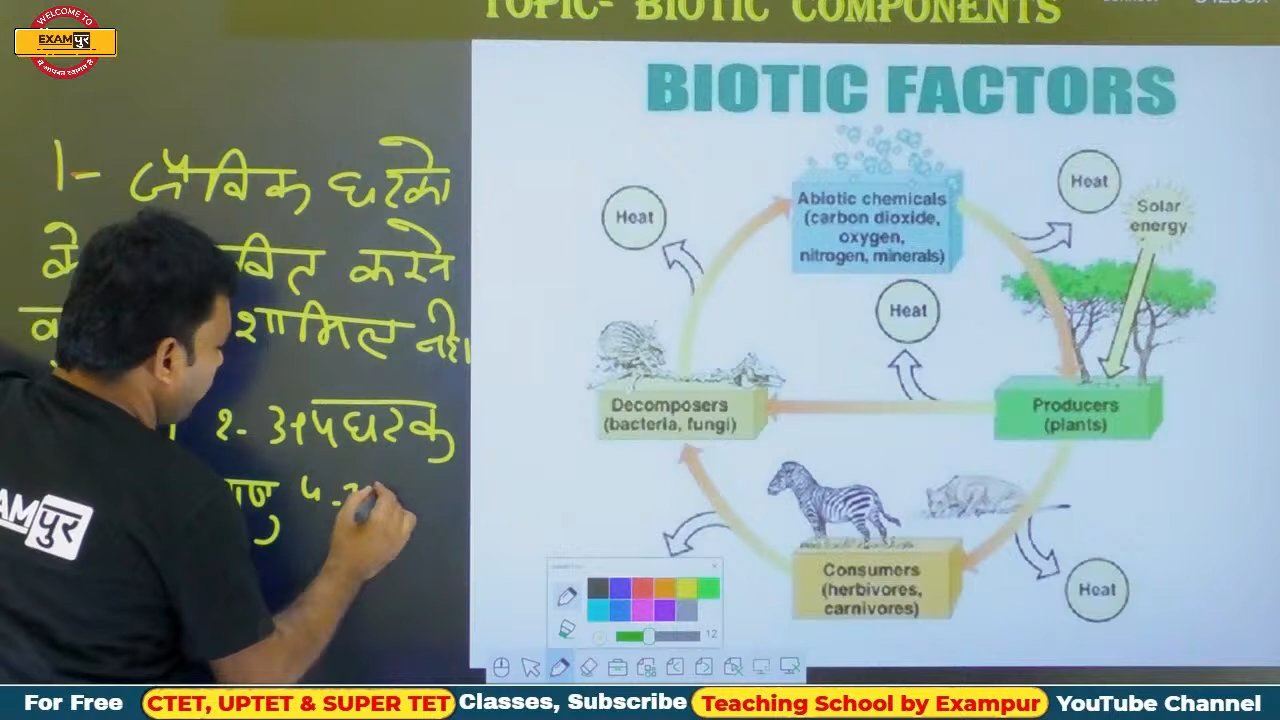 WELCOME TO
EXAM पुर
TOPIC- BIOTIC COMPONENTS
BIOTIC FACTORS
1- जैविक घटको
करने
शामिल नही।
2- अपघटक
Abiotic chemicals
(carbon dioxide,
oxygen,
nitrogen, minerals)
Heat
Heat
Solar
energy
Heat
Decomposers
(bacteria, fungi)
Producers
(plants)
Consumers
(herbivores,
carnivores)
Heat
12
पुर
For Free CTET, UPTET & SUPER TET Classes, Subscribe Teaching School by Exampur YouTube Channel